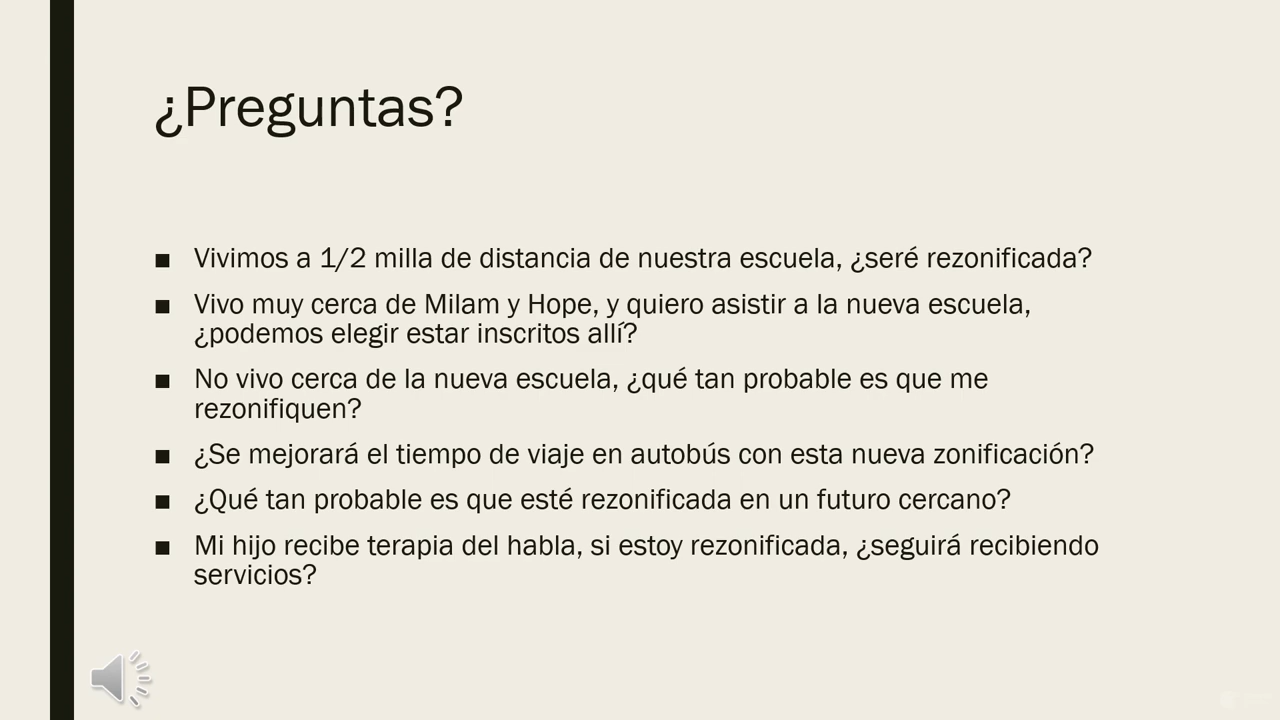 ¿Preguntas?
■ Vivimos a 1/2 milla de distancia de nuestra escuela, ¿seré rezonificada?
■ Vivo muy cerca de Milam y Hope, y quiero asistir a la nueva escuela,
¿podemos elegir estar inscritos allí?
■ No vivo cerca de la nueva escuela, ¿qué tan probable es que me
rezonifiquen?
■ ¿Se mejorará el tiempo de viaje en autobús con esta nueva zonificación?
■ ¿Qué tan probable es que esté rezonificada en un futuro cercano?
■ Mi hijo recibe terapia del habla, si estoy rezonificada, ¿seguirá recibiendo
servicios?